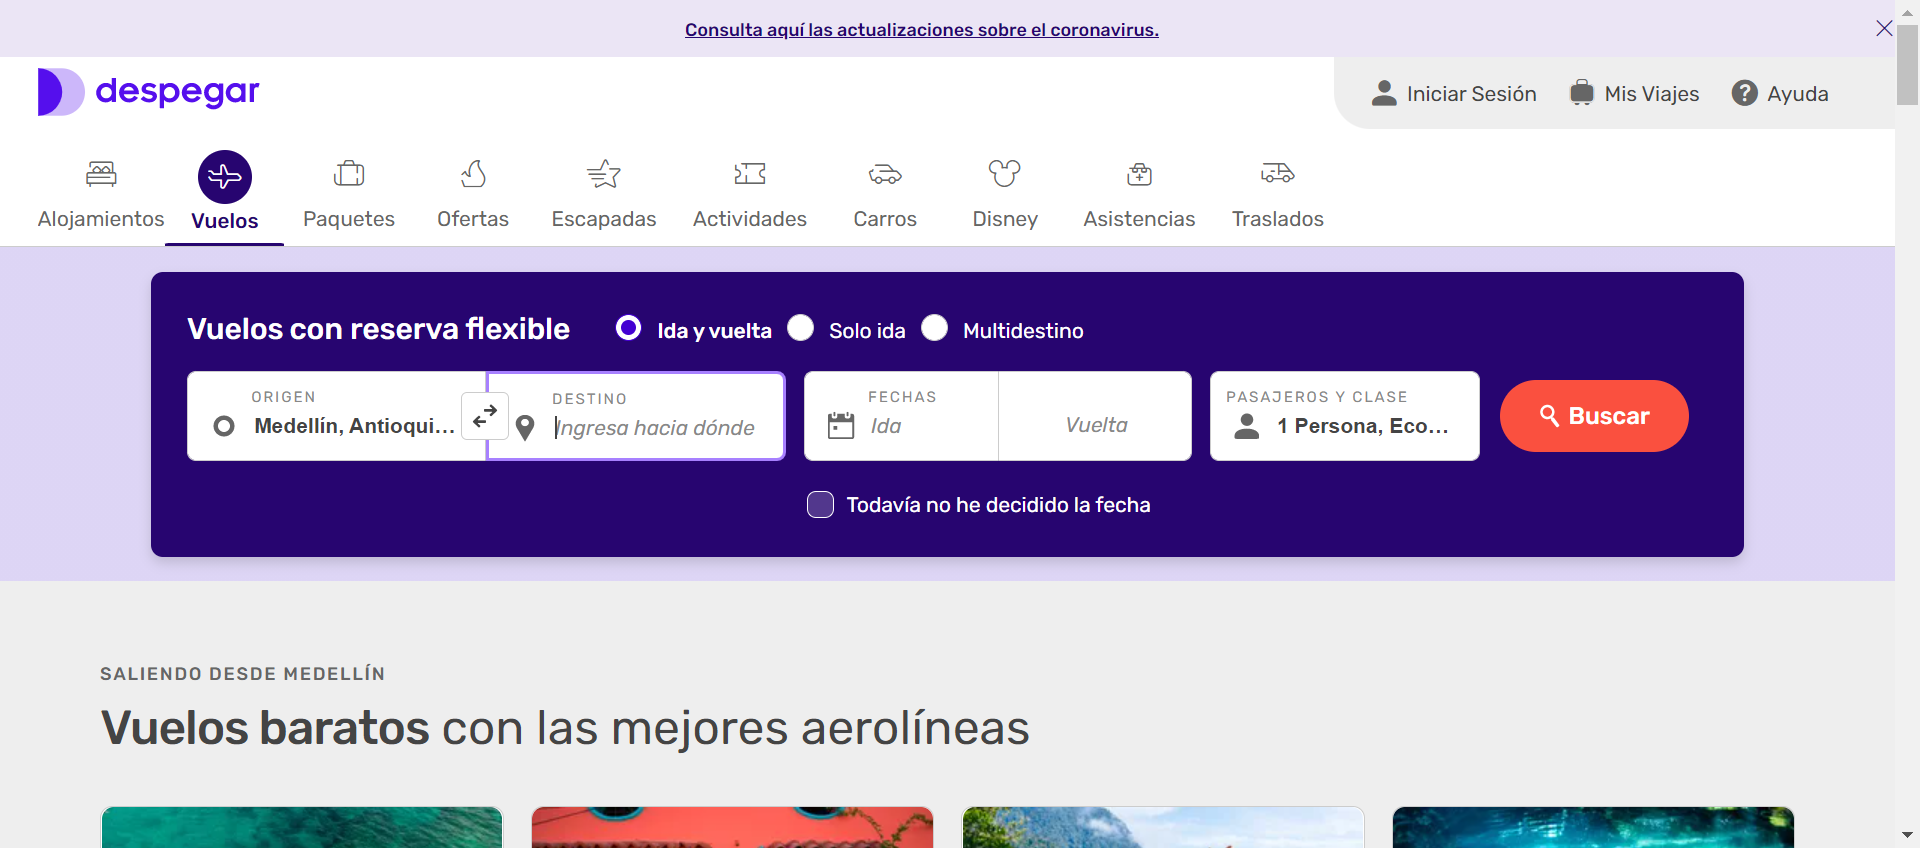 Consulta aquí las actualizaciones sobre el coronavirus.
despegar
Iniciar Sesión
Mis Viajes
Ayuda
Alojamientos
Vuelos
Paquetes
Ofertas
Escapadas
Actividades
Carros
Disney
Asistencias
Traslados
Vuelos con reserva flexible
Ida y vuelta
Solo ida
Multidestino
ORIGEN
Medellín, Antioqui...
DESTINO
Ingresa hacia dónde
FECHAS
Ida
Vuelta
PASAJEROS Y CLASE
1 Persona, Eco...
Buscar
Todavía no he decidido la fecha
SALIENDO DESDE MEDELLÍN
Vuelos baratos con las mejores aerolíneas